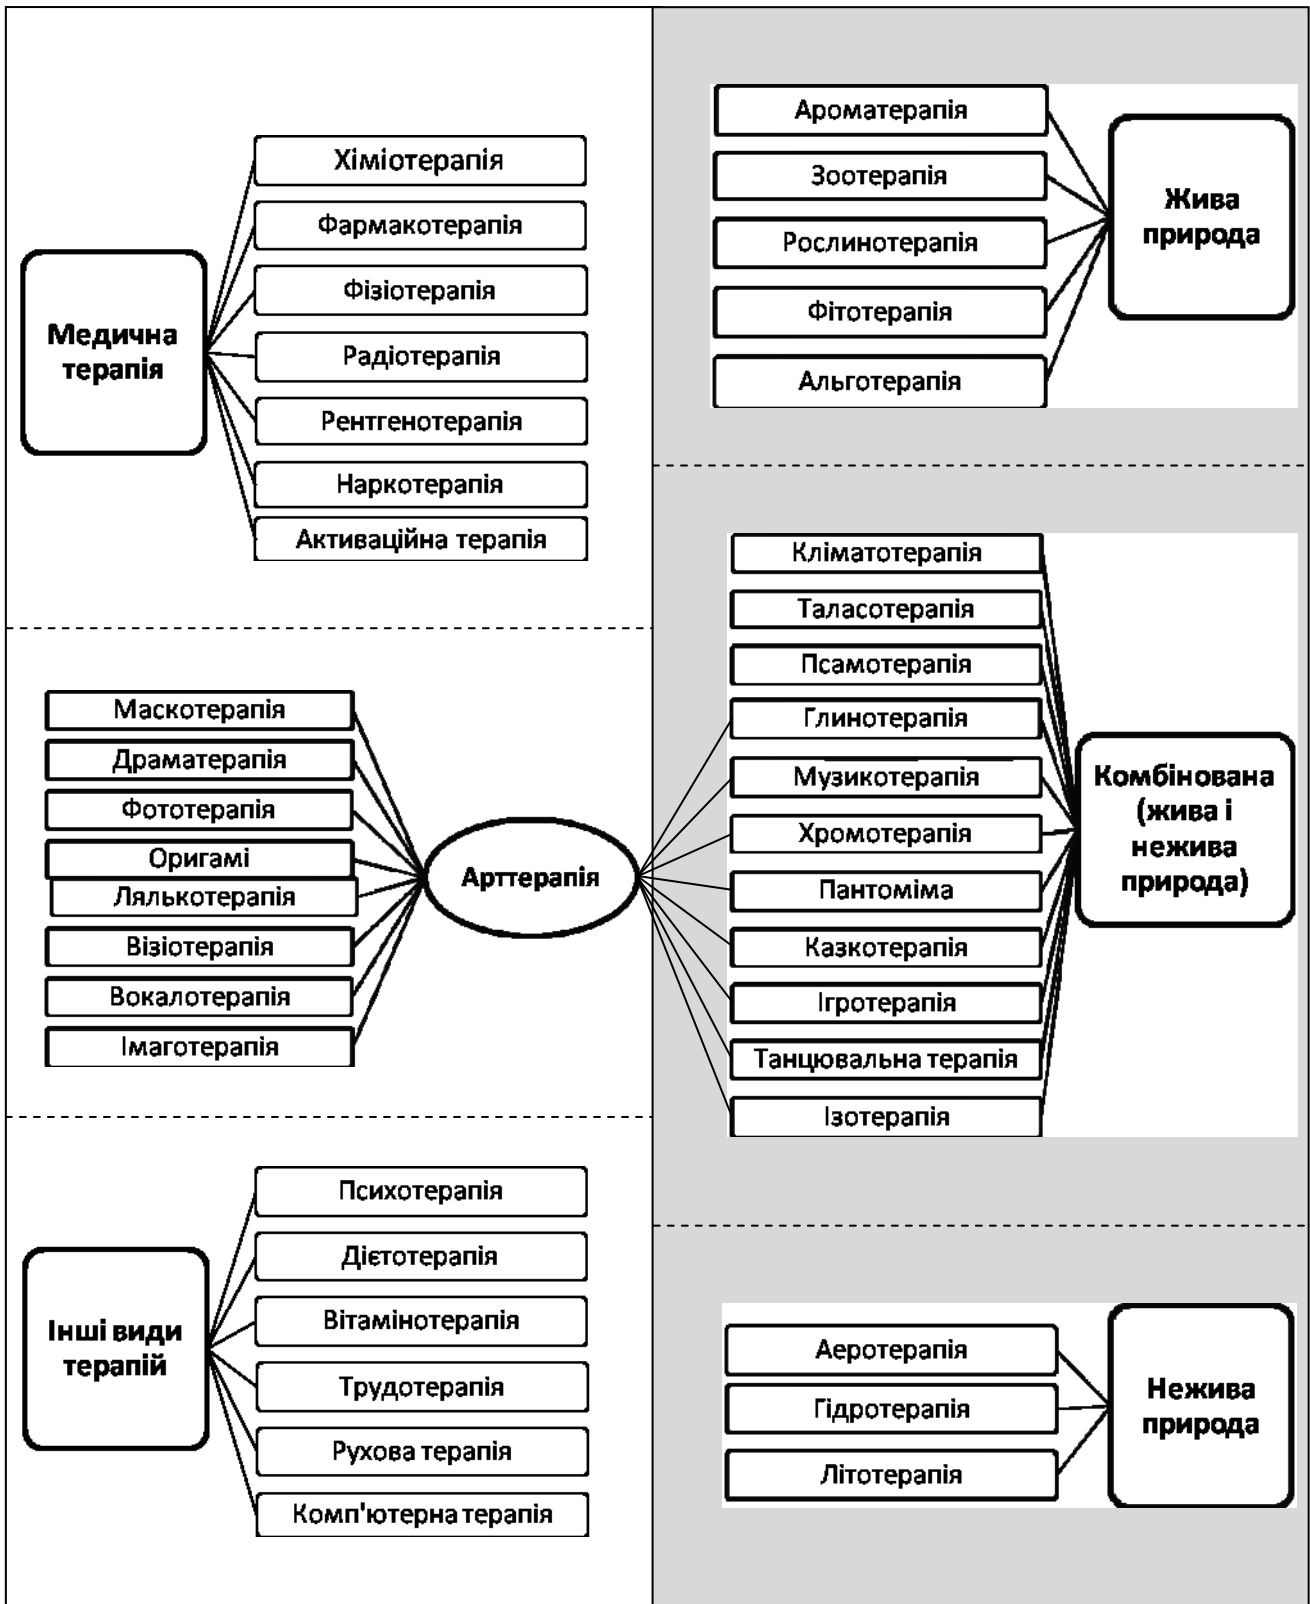 Медична
терапія
Хіміотерапія
Фармакотерапія
Фізіотерапія
Радіотерапія
Рентгенотерапія
Наркотерапія
Активаційна терапія
Маскотерапія
Драматерапія
Фототерапія
Оригамі
Лялькотерапія
Візіотерапія
Вокалотерапія
Імаготерапія
Арттерапія
Інші види
терапій
Психотерапія
Дієтотерапія
Вітамінотерапія
Трудотерапія
Рухова терапія
Комп'ютерна терапія
Ароматерапія
Зоотерапія
Рослинотерапія
Фітотерапія
Альготерапія
Жива
природа
Кліматотерапія
Таласотерапія
Псамотерапія
Глинотерапія
Музикотерапія
Хромотерапія
Пантоміма
Казкотерапія
Ігротерапія
Танцювальна терапія
Ізотерапія
Комбінована
(жива і
нежива
природа)
Аеротерапія
Гідротерапія
Літотерапія
Нежива
природа